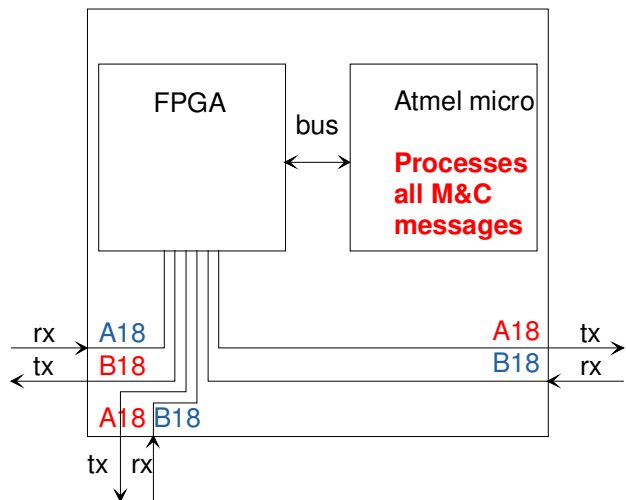 FPGA
Atmel micro
bus
Processes
all M&C
messages
rx
A18
A18
tx
tx
B18
B18
rx
A18
B18
tx
rx